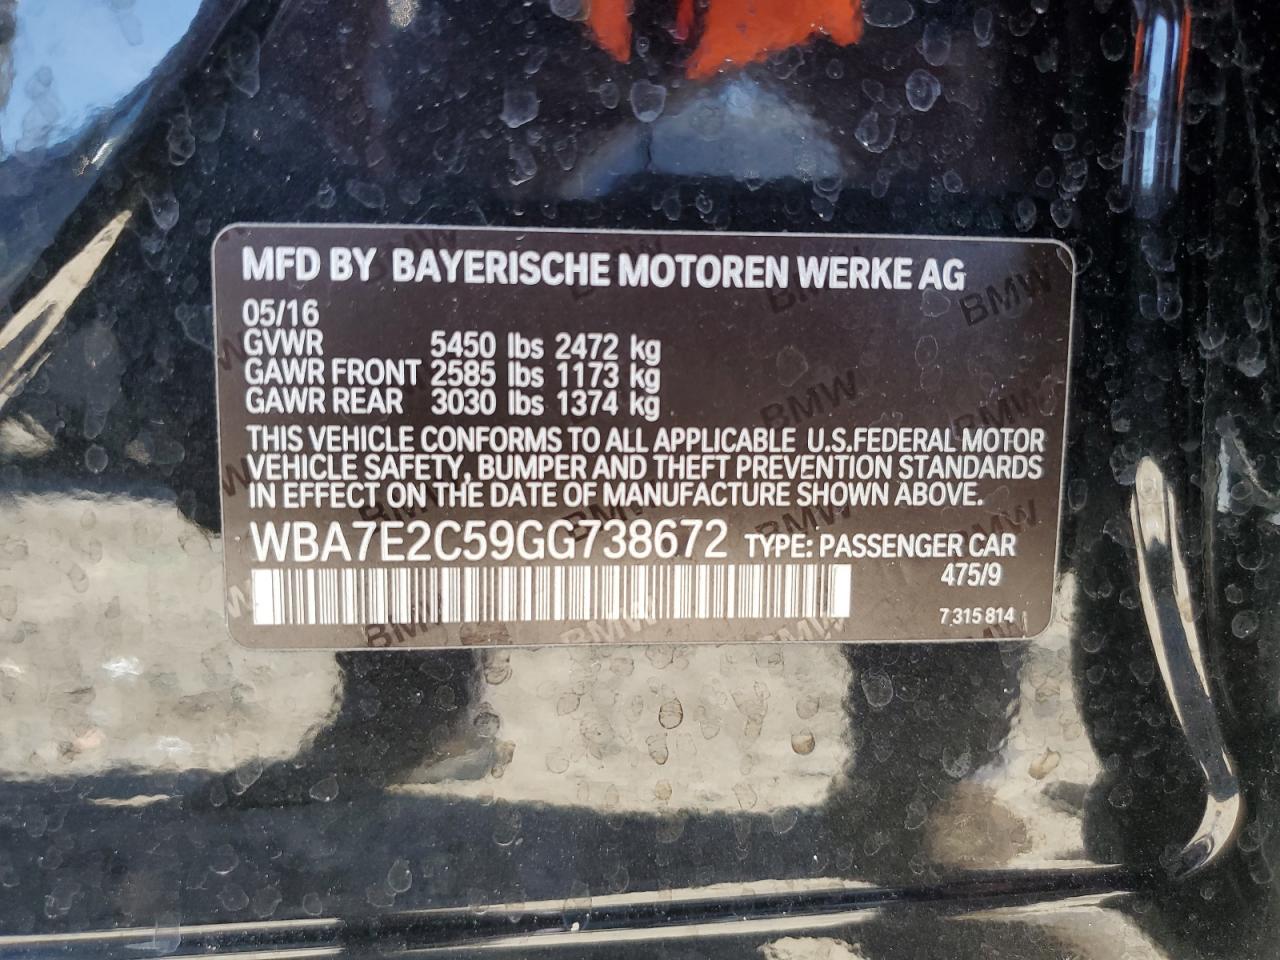 MFD BY BAYERISCHE MOTOREN WERKE AG
05/16
GVWR 5450 lbs 2472 kg
GAWR FRONT 2585 lbs 1173 kg
GAWR REAR 3030 lbs 1374 kg
THIS VEHICLE CONFORMS TO ALL APPLICABLE U.S.FEDERAL MOTOR
VEHICLE SAFETY, BUMPER AND THEFT PREVENTION STANDARDS
IN EFFECT ON THE DATE OF MANUFACTURE SHOWN ABOVE.
WBA7E2C59GG738672 TYPE: PASSENGER CAR
475/9
7 315 814